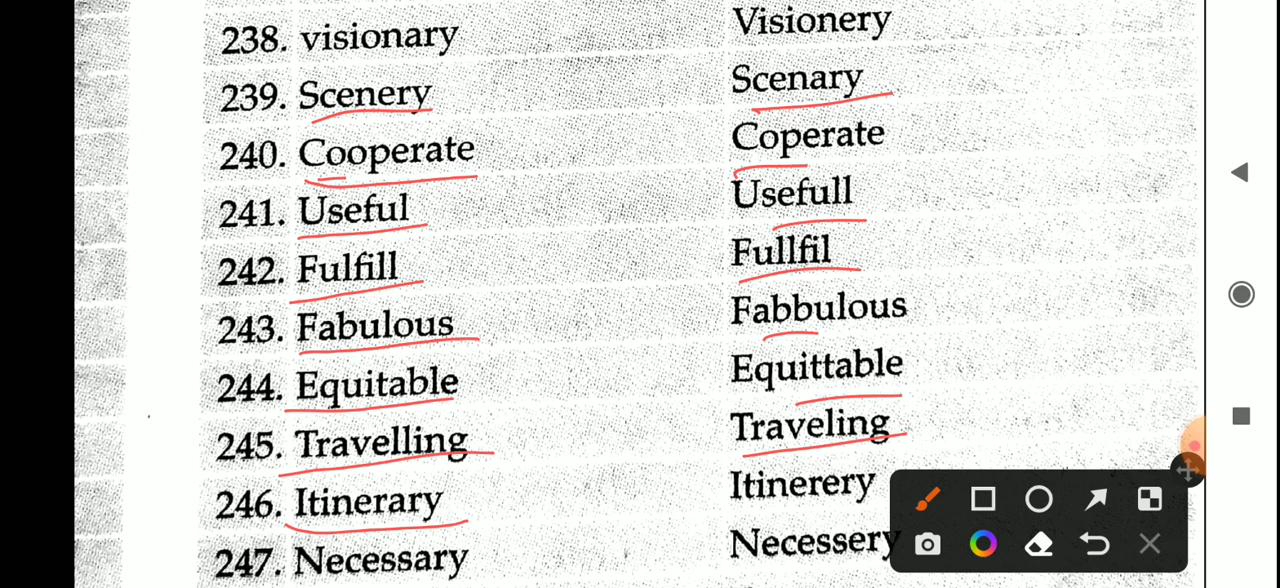 238. visionary Visionery
239. Scenery Scenary
240. Cooperate Coperate
241. Useful Usefull
242. Fulfill Fullfil
243. Fabulous Fabbulous
244. Equitable Equittable
245. Travelling Traveling
246. Itinerary Itinerery
247. Necessary Necessery